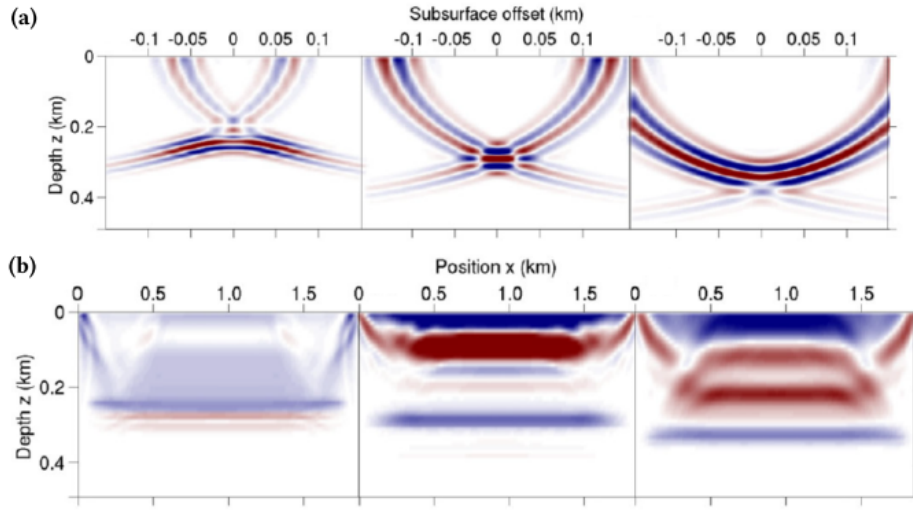 (a)
Subsurface offset (km)
-0.1 -0.05 0 0.05 0.1 -0.1 -0.05 0 0.05 0.1 -0.1 -0.05 0 0.05 0.1
0
0.2
0.4
Depth z (km)
(b)
Position x (km)
0 0.5 1.0 1.5 0 0.5 1.0 1.5 0 0.5 1.0 1.5
0
0.2
0.4
Depth z (km)